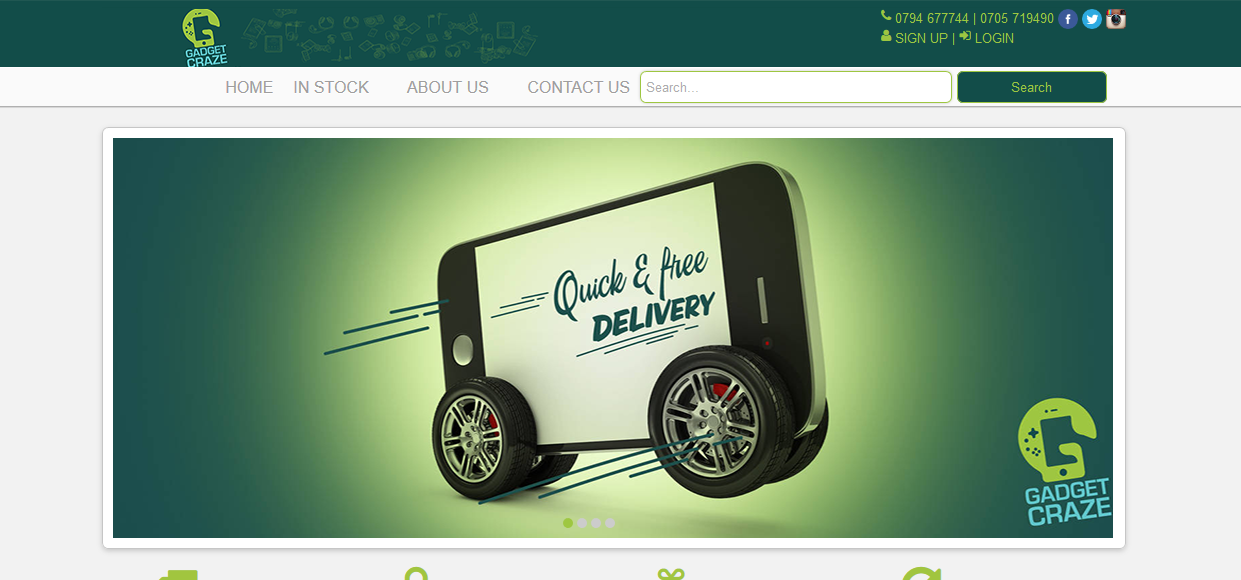 GADGET
CRAZE
0794 677744 | 0705 719490
SIGN UP | LOGIN
HOME IN STOCK ABOUT US CONTACT US Search... Search
Quick & free
DELIVERY
GADGET
CRAZE